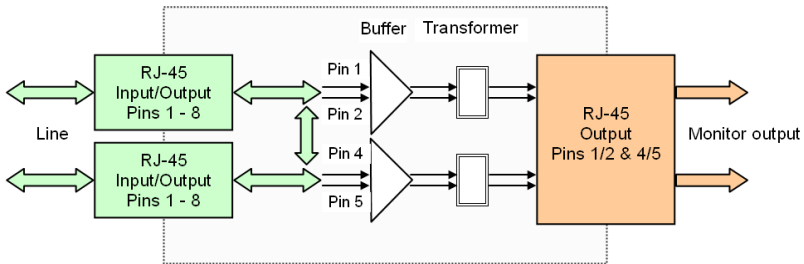 Buffer
Transformer
RJ-45
Input/Output
Pins 1 - 8
Pin 1
Pin 2
Line
RJ-45
Input/Output
Pins 1 - 8
Pin 4
Pin 5
RJ-45
Output
Pins 1/2 & 4/5
Monitor output